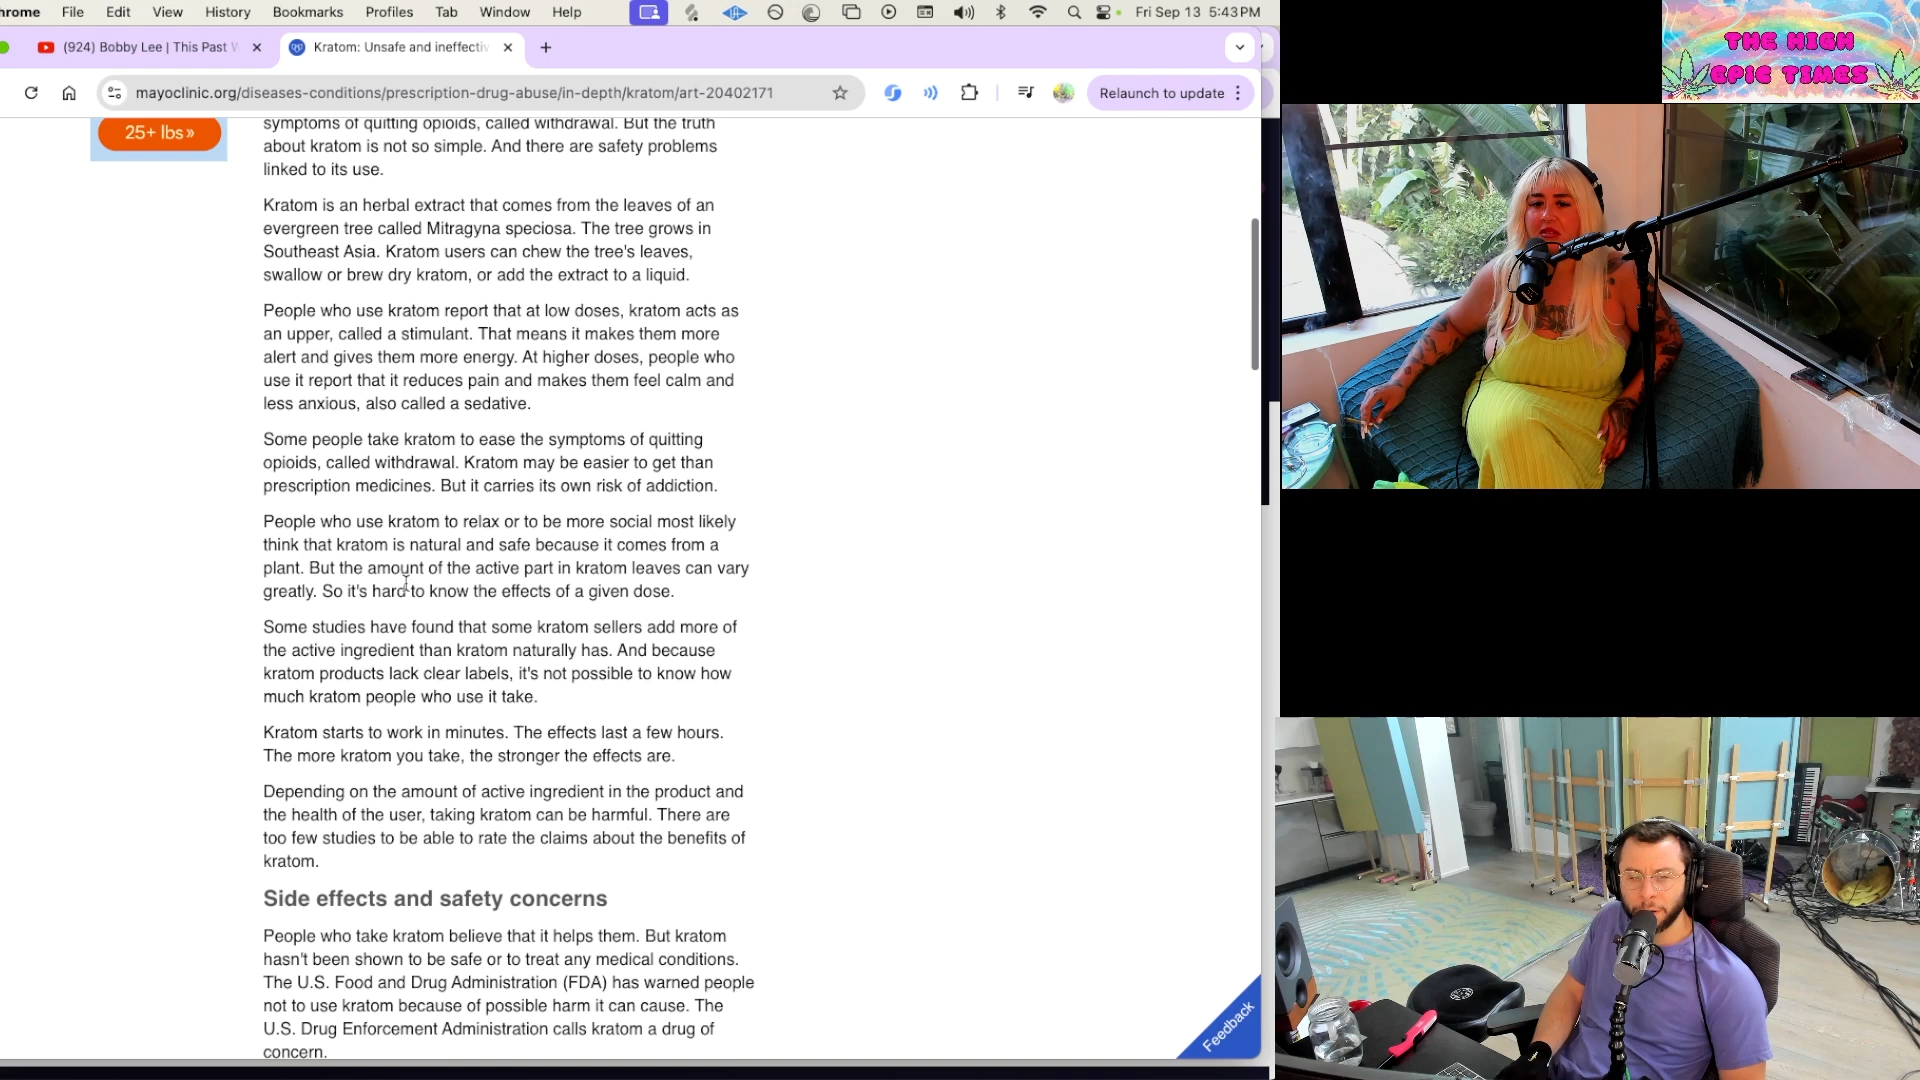 hrome File Edit View History Bookmarks Profiles Tab Window Help Fri Sep 13 5:43 PM
(924) Bobby Lee | This Past W
Kratom: Unsafe and ineffectiv
mayoclinic.org/diseases-conditions/prescription-drug-abuse/in-depth/kratom/art-20402171
Relaunch to update
THE HIGH
EPIC TIMES
25+ lbs »
symptoms of quitting opioids, called withdrawal. But the truth
about kratom is not so simple. And there are safety problems
linked to its use.
Kratom is an herbal extract that comes from the leaves of an
evergreen tree called Mitragyna speciosa. The tree grows in
Southeast Asia. Kratom users can chew the tree's leaves,
swallow or brew dry kratom, or add the extract to a liquid.
People who use kratom report that at low doses, kratom acts as
an upper, called a stimulant. That means it makes them more
alert and gives them more energy. At higher doses, people who
use it report that it reduces pain and makes them feel calm and
less anxious, also called a sedative.
Some people take kratom to ease the symptoms of quitting
opioids, called withdrawal. Kratom may be easier to get than
prescription medicines. But it carries its own risk of addiction.
People who use kratom to relax or to be more social most likely
think that kratom is natural and safe because it comes from a
plant. But the amount of the active part in kratom leaves can vary
greatly. So it's hard to know the effects of a given dose.
Some studies have found that some kratom sellers add more of
the active ingredient than kratom naturally has. And because
kratom products lack clear labels, it's not possible to know how
much kratom people who use it take.
Kratom starts to work in minutes. The effects last a few hours.
The more kratom you take, the stronger the effects are.
Depending on the amount of active ingredient in the product and
the health of the user, taking kratom can be harmful. There are
too few studies to be able to rate the claims about the benefits of
kratom.
Side effects and safety concerns
People who take kratom believe that it helps them. But kratom
hasn't been shown to be safe or to treat any medical conditions.
The U.S. Food and Drug Administration (FDA) has warned people
not to use kratom because of possible harm it can cause. The
U.S. Drug Enforcement Administration calls kratom a drug of
concern.
Feedback